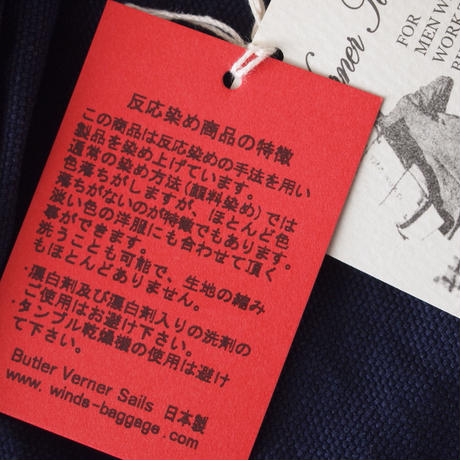 反応染め商品の特徴
この商品は反応染めの手法を用い
製品を染め上げています。
通常の染め方法(顔料染め)では
色落ちがしますが、ほとんど色
落ちがないのが特徴でもあります。
淡い色の洋服にも合わせて頂く
事ができます。
洗うことも可能で、生地の縮み
もほとんどありません。
・漂白剤及び漂白剤入りの洗剤の
ご使用はお避け下さい。
・タンブル乾燥機の使用は避け
て下さい。
Butler Verner Sails 日本製
www.winds-baggage.com
FOR
MEN W
WORK